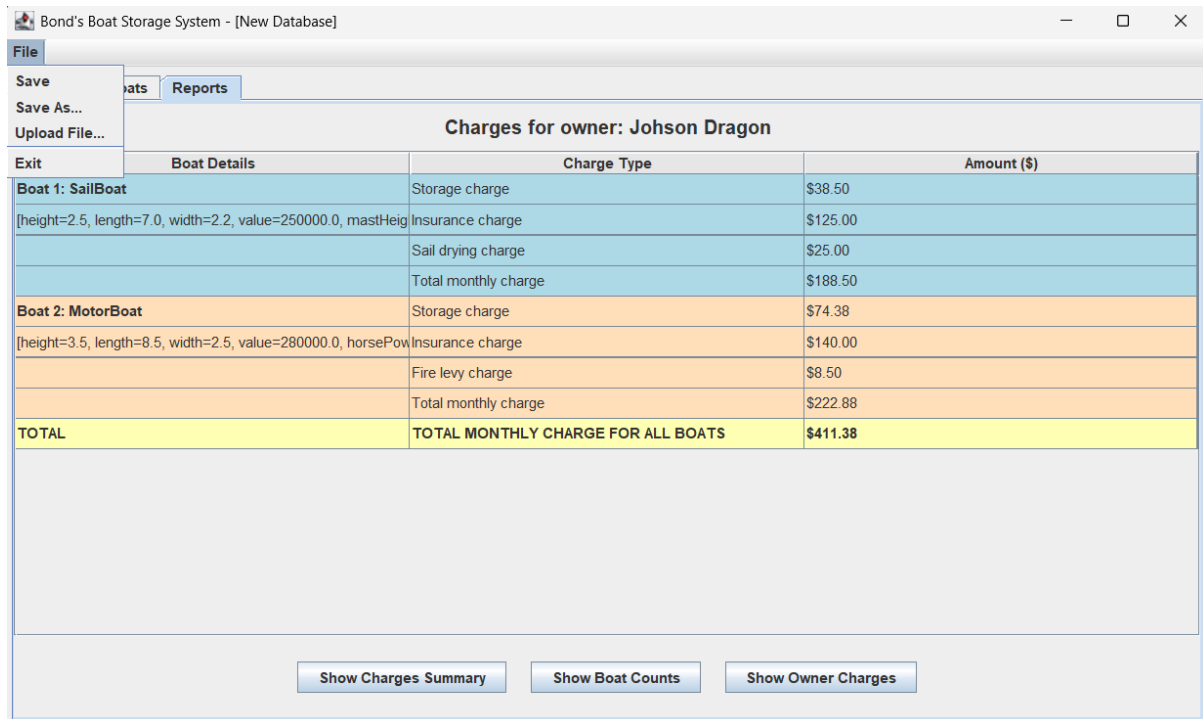 Bond's Boat Storage System - [New Database]
File
Save
Save As...
Upload File...
Exit
oats
Reports
Charges for owner: Johson Dragon
Boat Details Charge Type Amount ($)
Boat 1: SailBoat Storage charge $38.50
[height=2.5, length=7.0, width=2.2, value=250000.0, mastHeig Insurance charge $125.00
Sail drying charge $25.00
Total monthly charge $188.50
Boat 2: MotorBoat Storage charge $74.38
[height=3.5, length=8.5, width=2.5, value=280000.0, horsePow Insurance charge $140.00
Fire levy charge $8.50
Total monthly charge $222.88
TOTAL TOTAL MONTHLY CHARGE FOR ALL BOATS $411.38
Show Charges Summary Show Boat Counts Show Owner Charges